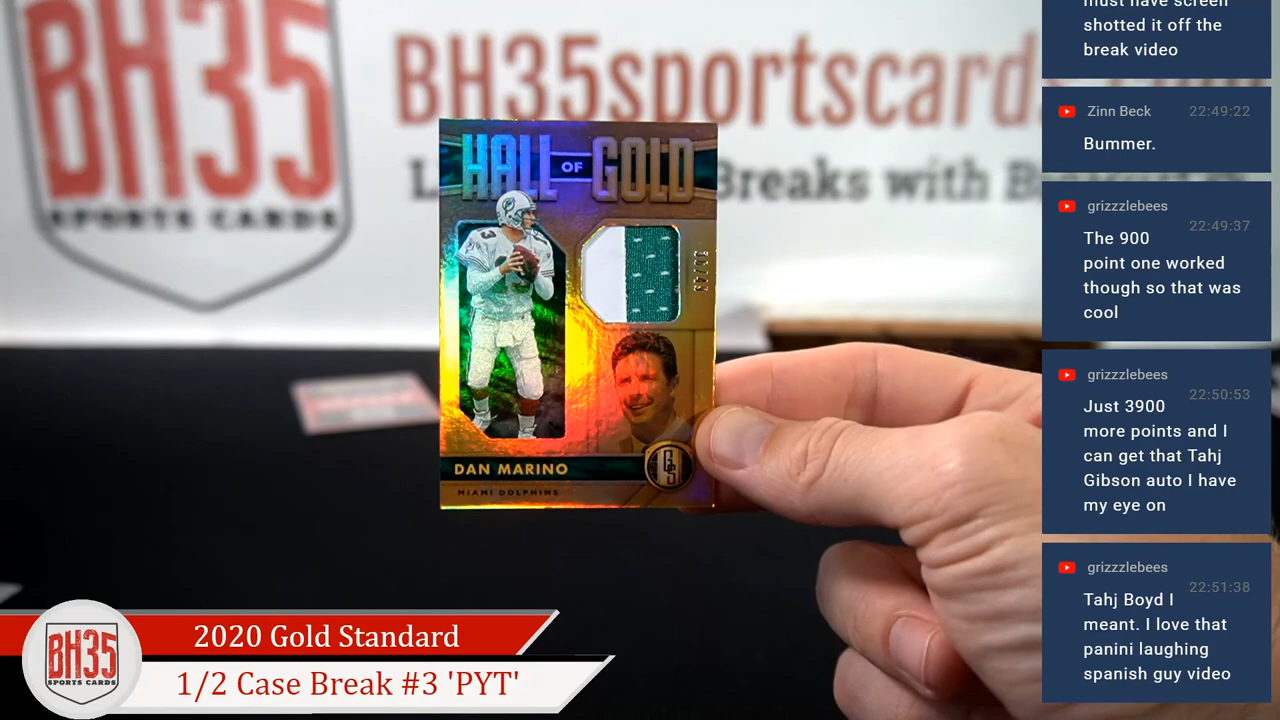 BH35
SPORTS CARDS
BH35sportscards
Breaks with
HALL OF GOLD
DAN MARINO
MIAMI DOLPHINS
GS
2020 Gold Standard
1/2 Case Break #3 'PYT'
BH35
SPORTS CARDS
must have screen
shotted it off the
break video
Zinn Beck 22:49:22
Bummer.
grizzzlebees 22:49:37
The 900
point one worked
though so that was
cool
grizzzlebees 22:50:53
Just 3900
more points and I
can get that Tahj
Gibson auto I have
my eye on
grizzzlebees 22:51:38
Tahj Boyd I
meant. I love that
panini laughing
spanish guy video